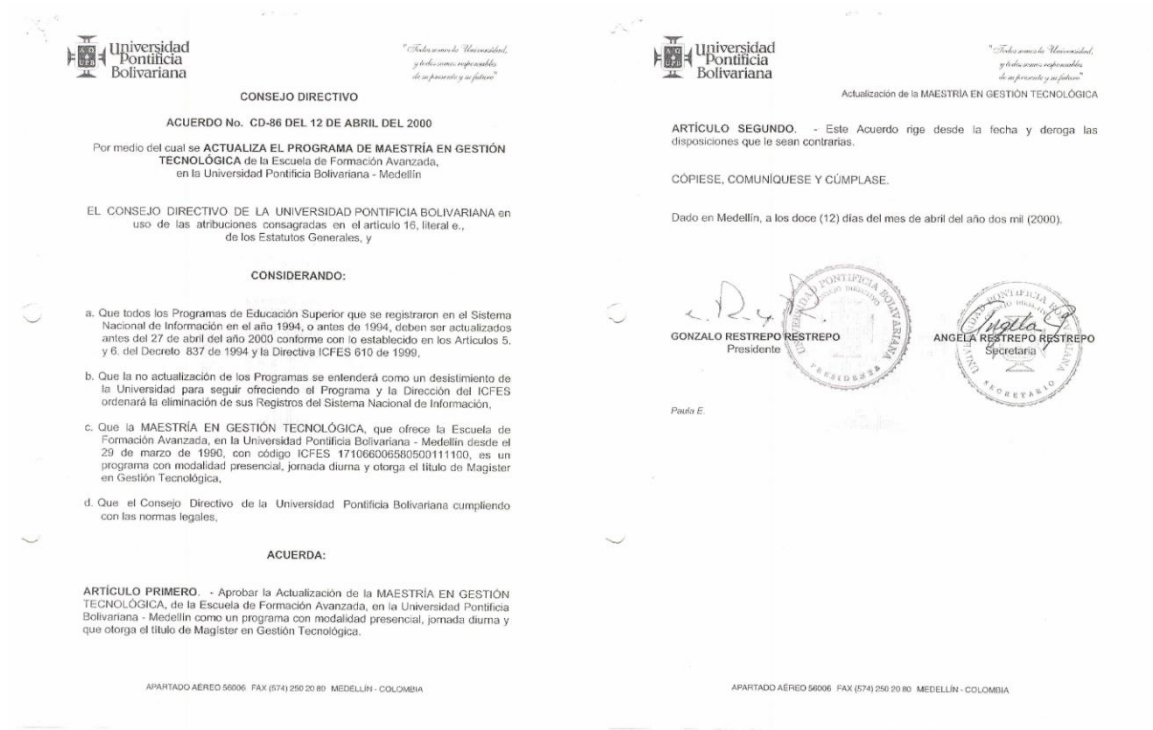 Universidad
Pontificia
Bolivariana
"Todos somos la Universidad,
y todos somos responsables
de su presente y su futuro"
CONSEJO DIRECTIVO
ACUERDO No. CD-86 DEL 12 DE ABRIL DEL 2000
Por medio del cual se ACTUALIZA EL PROGRAMA DE MAESTRÍA EN GESTIÓN
TECNOLÓGICA de la Escuela de Formación Avanzada,
en la Universidad Pontificia Bolivariana - Medellín
EL CONSEJO DIRECTIVO DE LA UNIVERSIDAD PONTIFICIA BOLIVARIANA en
uso de las atribuciones consagradas en el artículo 16, literal e.,
de los Estatutos Generales, y
CONSIDERANDO:
a. Que todos los Programas de Educación Superior que se registraron en el Sistema
Nacional de Información en el año 1994, o antes de 1994, deben ser actualizados
antes del 27 de abril del año 2000 conforme con lo establecido en los Artículos 5.
y 6. del Decreto 837 de 1994 y la Directiva ICFES 610 de 1999,
b. Que la no actualización de los Programas se entenderá como un desistimiento de
la Universidad para seguir ofreciendo el Programa y la Dirección del ICFES
ordenará la eliminación de sus Registros del Sistema Nacional de Información,
c. Que la MAESTRÍA EN GESTIÓN TECNOLÓGICA, que ofrece la Escuela de
Formación Avanzada, en la Universidad Pontificia Bolivariana - Medellín desde el
29 de marzo de 1990, con código ICFES 171066006580500111100, es un
programa con modalidad presencial, jornada diurna y otorga el título de Magíster
en Gestión Tecnológica,
d. Que el Consejo Directivo de la Universidad Pontificia Bolivariana cumpliendo
con las normas legales,
ACUERDA:
ARTÍCULO PRIMERO. - Aprobar la Actualización de la MAESTRÍA EN GESTIÓN
TECNOLÓGICA, de la Escuela de Formación Avanzada, en la Universidad Pontificia
Bolivariana - Medellín como un programa con modalidad presencial, jornada diurna y
que otorga el título de Magíster en Gestión Tecnológica.
APARTADO AÉREO 56006 FAX (574) 250 20 80 MEDELLÍN - COLOMBIA
Universidad
Pontificia
Bolivariana
"Todos somos la Universidad,
y todos somos responsables
de su presente y su futuro"
Actualización de la MAESTRÍA EN GESTIÓN TECNOLÓGICA
ARTÍCULO SEGUNDO. - Este Acuerdo rige desde la fecha y deroga las
disposiciones que le sean contrarias.
CÓPIESE, COMUNÍQUESE Y CÚMPLASE.
Dado en Medellín, a los doce (12) días del mes de abril del año dos mil (2000).
UNIVERSIDAD PONTIFICIA BOLIVARIANA
PRESIDENZA
GONZALO RESTREPO RESTREPO
Presidente
Angela
ANGELA RESTREPO RESTREPO
Secretaria
SECRETARIO
Paula E.
APARTADO AÉREO 56006 FAX (574) 250 20 80 MEDELLÍN - COLOMBIA